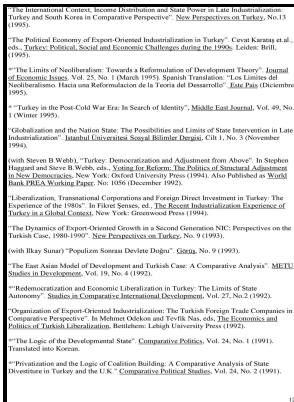 "The International Context, Income Distribution and State Power in Late Industrialization:
Turkey and South Korea in Comparative Perspective". New Perspectives on Turkey, No.13
(1995).
"The Political Economy of Export-Oriented Industrialization in Turkey". Cevat Karataş et al.,
eds., Turkey: Political, Social and Economic Challenges during the 1990s. Leiden: Brill,
(1995).
*"The Limits of Neoliberalism: Towards a Reformulation of Development Theory". Journal
of Economic Issues. Vol. 25, No. 1 (March 1995). Spanish Translation: "Los Limites del
Neoliberalismo. Hacia una Reformulacion de la Teoria del Dessarrollo". Este Pais (Diciembre
1995).
* "Turkey in the Post-Cold War Era: In Search of Identity", Middle East Journal, Vol. 49, No.
1 (Winter 1995).
"Globalization and the Nation State: The Possibilities and Limits of State Intervention in Late
Industrialization". Istanbul Üniversitesi Sosyal Bilimler Dergisi, Cilt 1, No. 3 (November
1994).
(with Steven B.Webb), "Turkey: Democratization and Adjustment from Above". In Stephen
Haggard and Steve B.Webb, eds., Voting for Reform: The Politics of Structural Adjustment
in New Democracies, New York: Oxford University Press (1994). Also Published as World
Bank PREA Working Paper. No: 1056 (December 1992).
"Liberalization, Transnational Corporations and Foreign Direct Investment in Turkey: The
Experience of the 1980s". In Fikret Şenses, ed., The Recent Industrialization Experience of
Turkey in a Global Context, New York: Greenwood Press (1994).
"The Dynamics of Export-Oriented Growth in a Second Generation NIC: Perspectives on the
Turkish Case, 1980-1990". New Perspectives on Turkey, No. 9 (1993).
(with Ilkay Sunar) "Populizm Sonrası Devlete Doğru". Görüş, No. 9 (1993).
"The East Asian Model of Development and Turkish Case: A Comparative Analysis". METU
Studies in Development, Vol. 19, No. 4 (1992).
*"Redemocratization and Economic Liberalization in Turkey: The Limits of State
Autonomy". Studies in Comparative International Development, Vol. 27, No.2 (1992).
"Organization of Export-Oriented Industrialization: The Turkish Foreign Trade Companies in
Comparative Perspective". In Mehmet Odekon and Tevfik Nas, eds, The Economics and
Politics of Turkish Liberalization, Bettlehem: Lehigh University Press (1992).
*"The Logic of the Developmental State". Comparative Politics, Vol. 24, No. 1 (1991).
Translated into Korean.
*"Privatization and the Logic of Coalition Building: A Comparative Analysis of State
Divestiture in Turkey and the U.K." Comparative Political Studies, Vol. 24, No. 2 (1991).
12